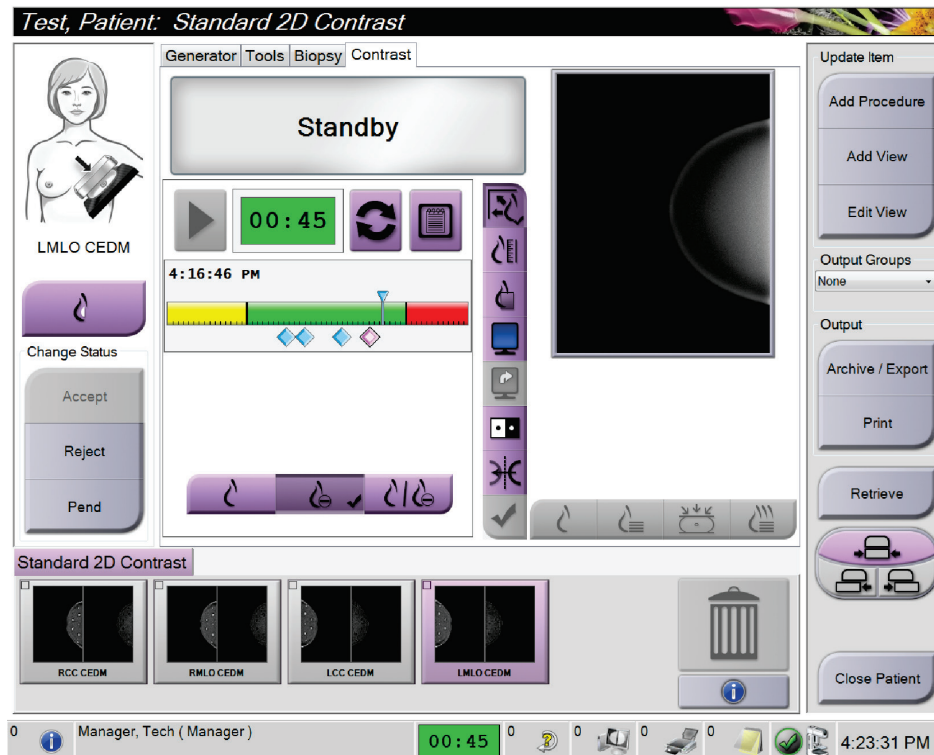 Test, Patient: Standard 2D Contrast
Generator Tools Biopsy Contrast
Standby
00:45
4:16:46 PM
LMLO CEDM
Change Status
Accept
Reject
Pend
Update Item
Add Procedure
Add View
Edit View
Output Groups
None
Output
Archive / Export
Print
Retrieve
Close Patient
Standard 2D Contrast
RCC CEDM
RMLO CEDM
LCC CEDM
LMLO CEDM
0 Manager, Tech ( Manager ) 00:45 0 0 0 0 4:23:31 PM